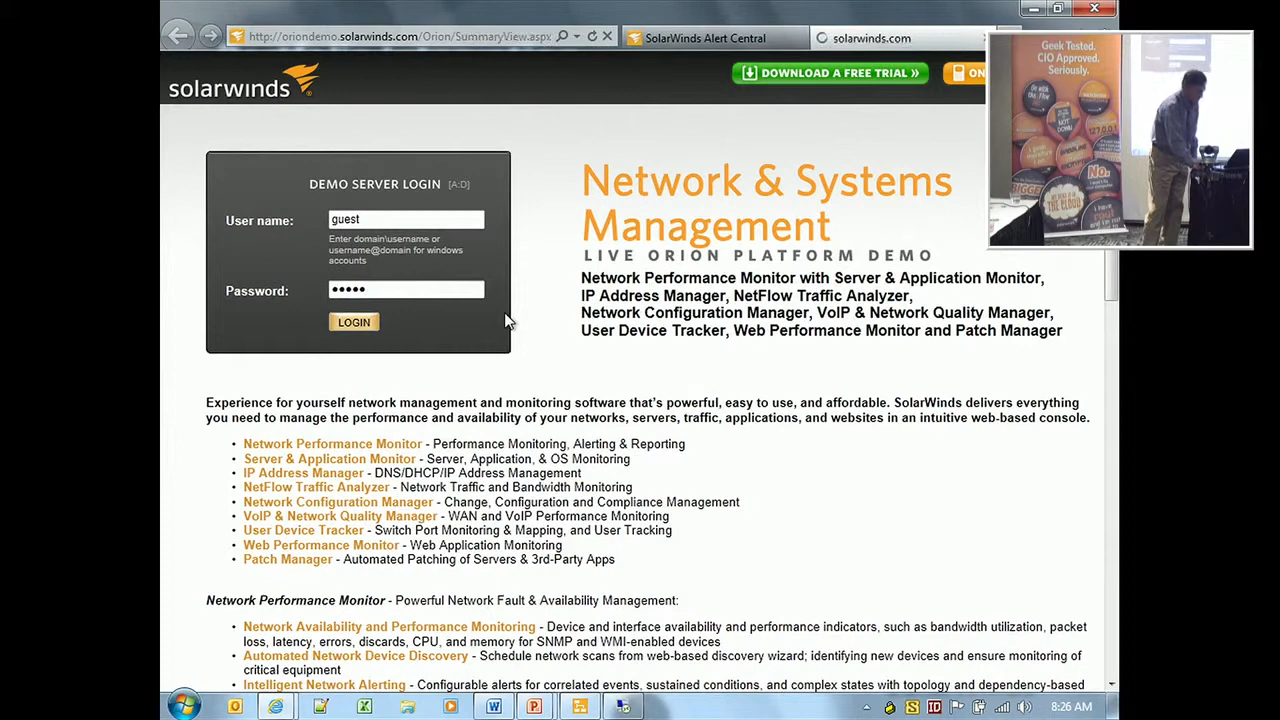 http://oriondemo.solarwinds.com/Orion/SummaryView.aspx
SolarWinds Alert Central
solarwinds.com
solarwinds
DOWNLOAD A FREE TRIAL »
ON
Geek Tested.
CIO Approved.
Seriously.
127.0.0.1
No.
DEMO SERVER LOGIN [A:D]
User name:
guest
Enter domain\username or
username@domain for windows
accounts
Password:
•••••
LOGIN
Network & Systems
Management
LIVE ORION PLATFORM DEMO
Network Performance Monitor with Server & Application Monitor,
IP Address Manager, NetFlow Traffic Analyzer,
Network Configuration Manager, VoIP & Network Quality Manager,
User Device Tracker, Web Performance Monitor and Patch Manager
Experience for yourself network management and monitoring software that's powerful, easy to use, and affordable. SolarWinds delivers everything
you need to manage the performance and availability of your networks, servers, traffic, applications, and websites in an intuitive web-based console.
• Network Performance Monitor - Performance Monitoring, Alerting & Reporting
• Server & Application Monitor - Server, Application, & OS Monitoring
• IP Address Manager - DNS/DHCP/IP Address Management
• NetFlow Traffic Analyzer - Network Traffic and Bandwidth Monitoring
• Network Configuration Manager - Change, Configuration and Compliance Management
• VoIP & Network Quality Manager - WAN and VoIP Performance Monitoring
• User Device Tracker - Switch Port Monitoring & Mapping, and User Tracking
• Web Performance Monitor - Web Application Monitoring
• Patch Manager - Automated Patching of Servers & 3rd-Party Apps
Network Performance Monitor - Powerful Network Fault & Availability Management:
• Network Availability and Performance Monitoring - Device and interface availability and performance indicators, such as bandwidth utilization, packet
loss, latency, errors, discards, CPU, and memory for SNMP and WMI-enabled devices
• Automated Network Device Discovery - Schedule network scans from web-based discovery wizard; identifying new devices and ensure monitoring of
critical equipment
• Intelligent Network Alerting - Configurable alerts for correlated events, sustained conditions, and complex states with topology and dependency-based
8:26 AM